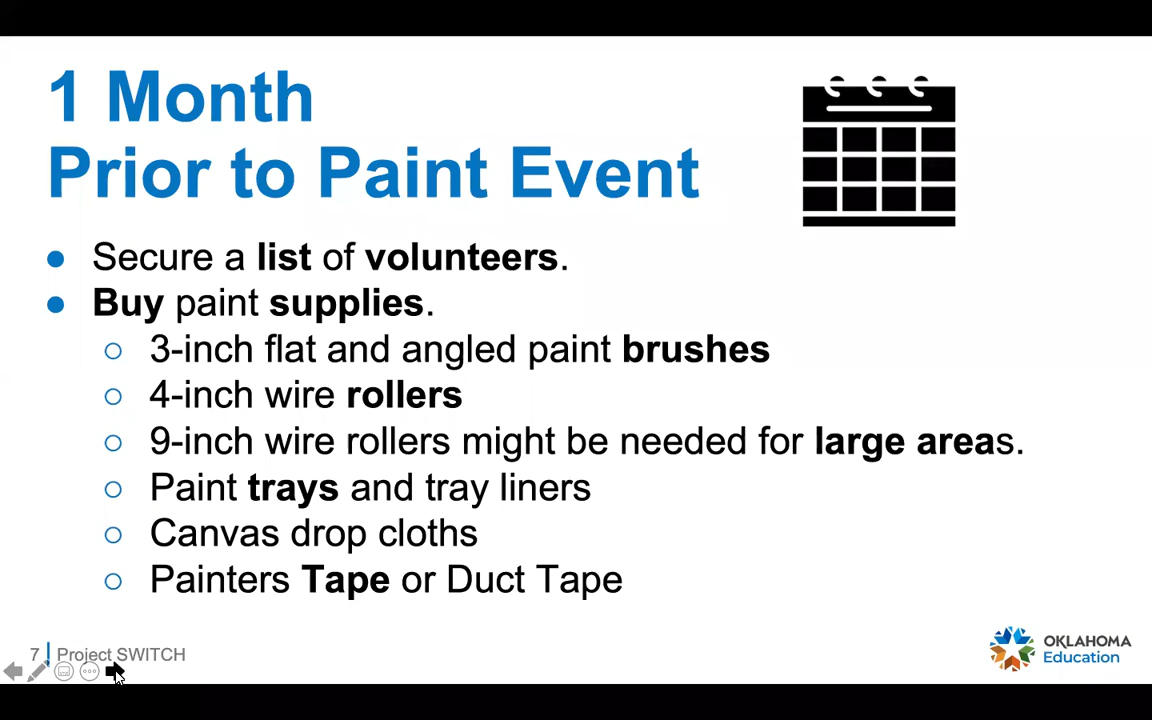 1 Month
Prior to Paint Event
● Secure a list of volunteers.
● Buy paint supplies.
○ 3-inch flat and angled paint brushes
○ 4-inch wire rollers
○ 9-inch wire rollers might be needed for large areas.
○ Paint trays and tray liners
○ Canvas drop cloths
○ Painters Tape or Duct Tape
7 | Project SWITCH
OKLAHOMA
Education